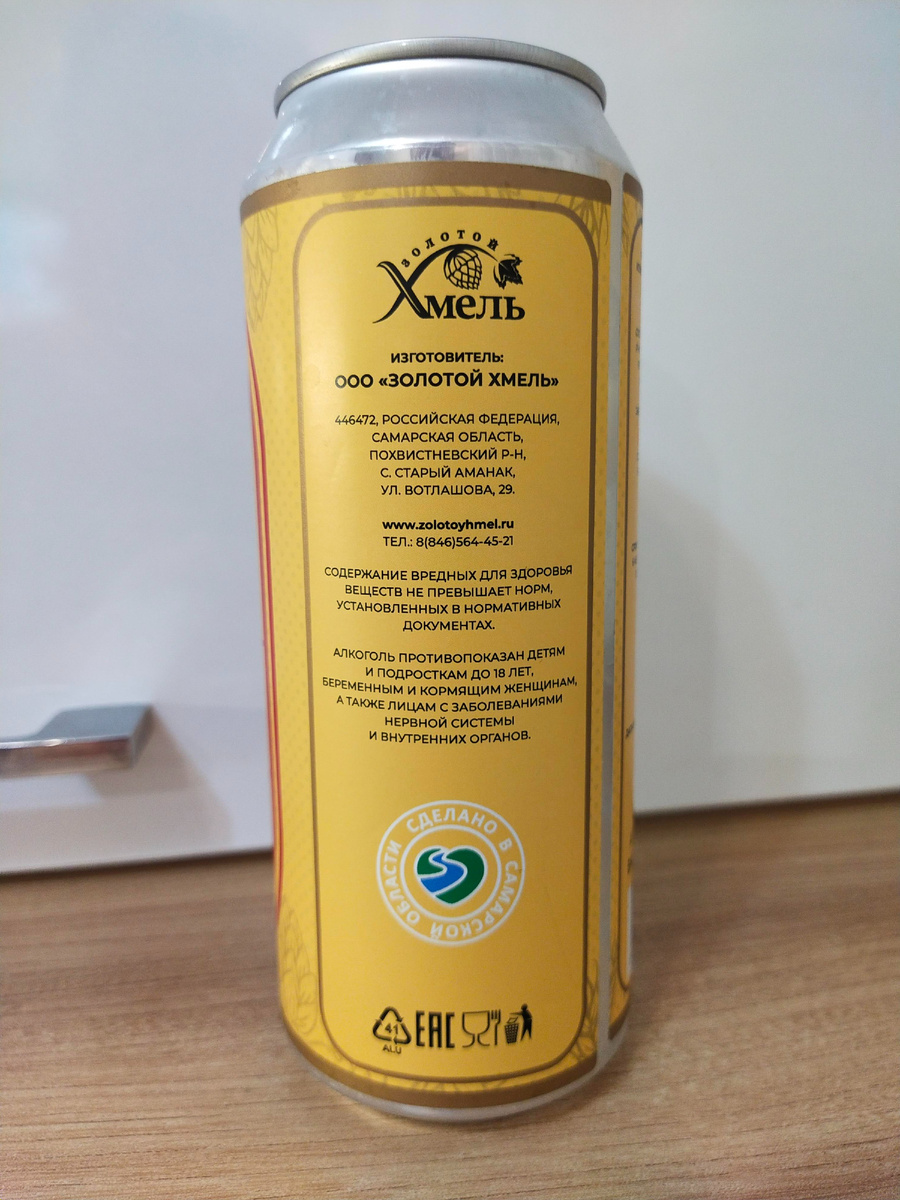 ЗОЛОТОЙ
Хмель
ИЗГОТОВИТЕЛЬ:
ООО «ЗОЛОТОЙ ХМЕЛЬ»
446472, РОССИЙСКАЯ ФЕДЕРАЦИЯ,
САМАРСКАЯ ОБЛАСТЬ,
ПОХВИСТНЕВСКИЙ Р-Н,
С. СТАРЫЙ АМАНАК,
УЛ. ВОТЛАШОВА, 29.
www.zolotoyhmel.ru
ТЕЛ.: 8(846)564-45-21
СОДЕРЖАНИЕ ВРЕДНЫХ ДЛЯ ЗДОРОВЬЯ
ВЕЩЕСТВ НЕ ПРЕВЫШАЕТ НОРМ,
УСТАНОВЛЕННЫХ В НОРМАТИВНЫХ
ДОКУМЕНТАХ.
АЛКОГОЛЬ ПРОТИВОПОКАЗАН ДЕТЯМ
И ПОДРОСТКАМ ДО 18 ЛЕТ,
БЕРЕМЕННЫМ И КОРМЯЩИМ ЖЕНЩИНАМ,
А ТАКЖЕ ЛИЦАМ С ЗАБОЛЕВАНИЯМИ
НЕРВНОЙ СИСТЕМЫ
И ВНУТРЕННИХ ОРГАНОВ.
СДЕЛАНО В САМАРСКОЙ ОБЛАСТИ
41
ALU
EAC